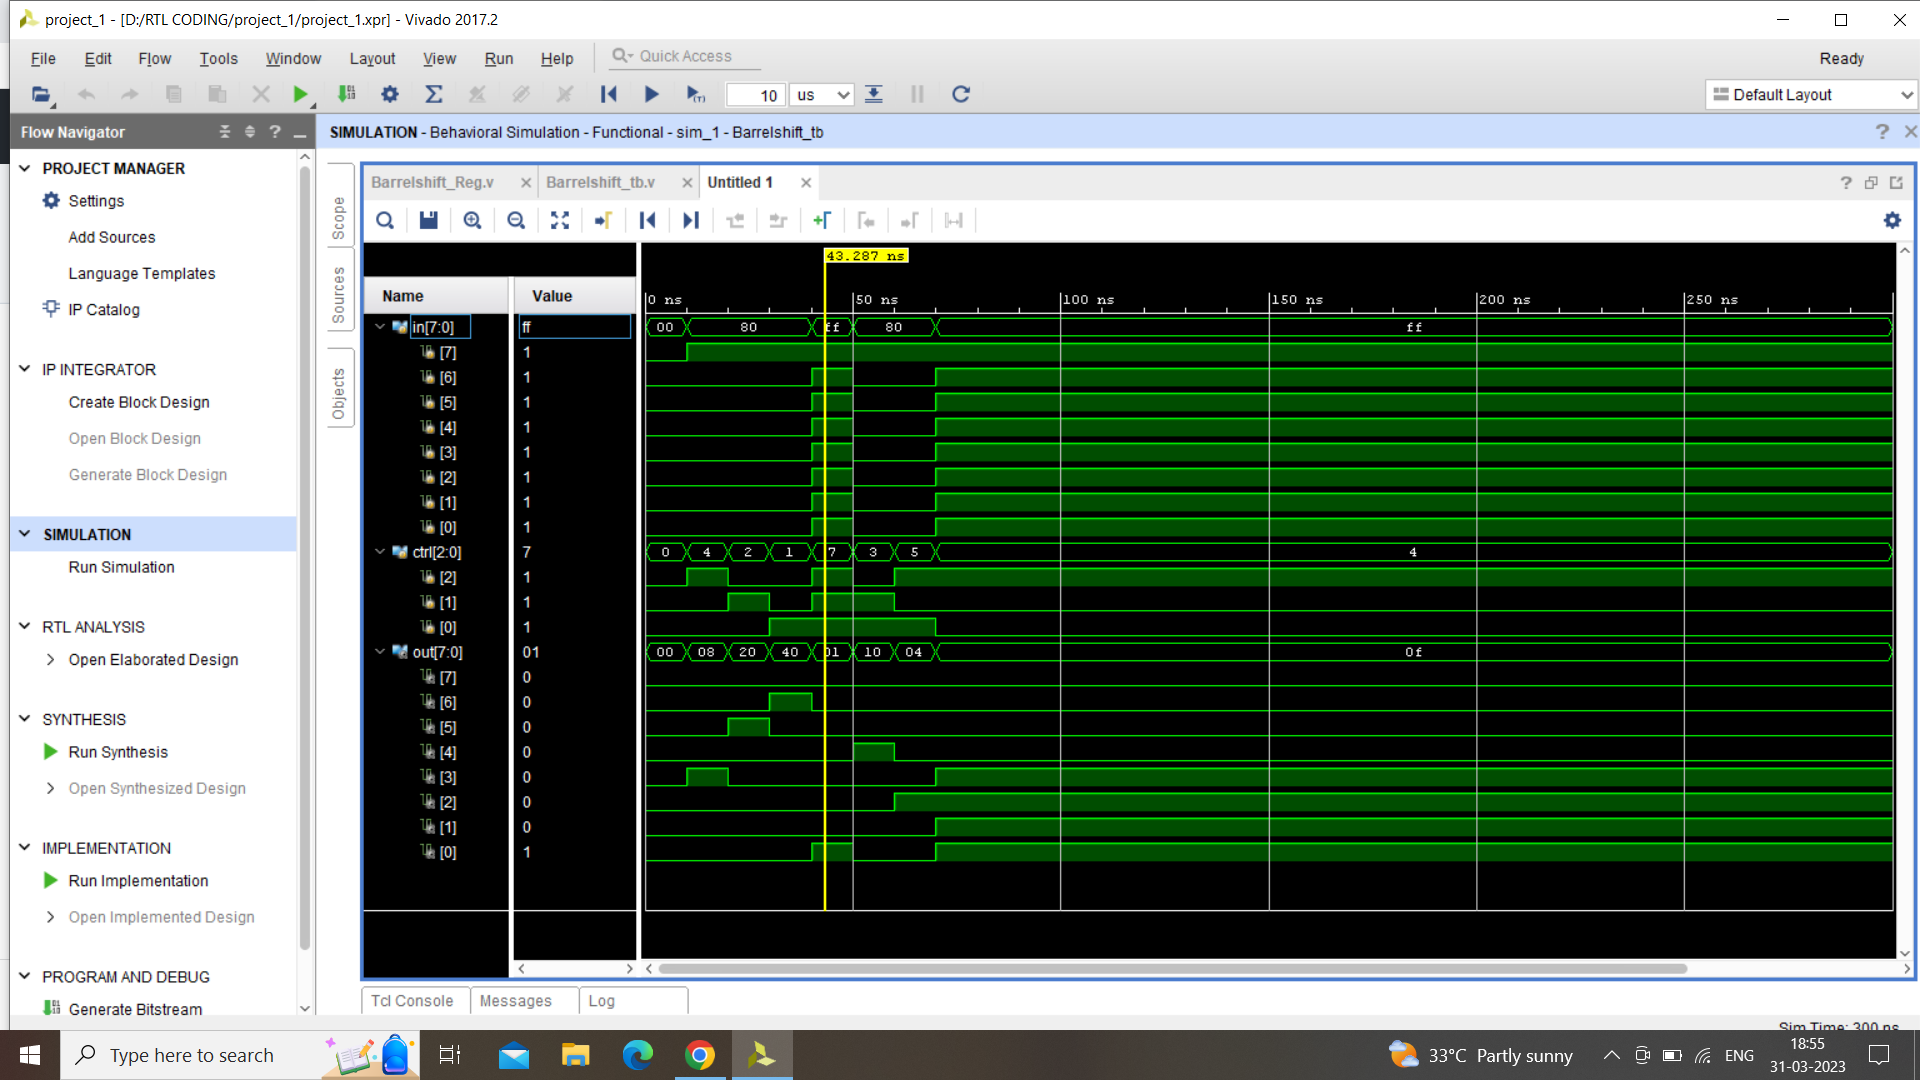 project_1 - [D:/RTL CODING/project_1/project_1.xpr] - Vivado 2017.2
File Edit Flow Tools Window Layout View Run Help Quick Access Ready
10 us Default Layout
Flow Navigator
SIMULATION - Behavioral Simulation - Functional - sim_1 - Barrelshift_tb
PROJECT MANAGER
Settings
Add Sources
Language Templates
IP Catalog
IP INTEGRATOR
Create Block Design
Open Block Design
Generate Block Design
SIMULATION
Run Simulation
RTL ANALYSIS
Open Elaborated Design
SYNTHESIS
Run Synthesis
Open Synthesized Design
IMPLEMENTATION
Run Implementation
Open Implemented Design
PROGRAM AND DEBUG
Generate Bitstream
Scope
Sources
Objects
Barrelshift_Reg.v Barrelshift_tb.v Untitled 1
43.287 ns
Name Value
0 ns 50 ns 100 ns 150 ns 200 ns 250 ns
in[7:0] ff 00 80 ff 80 ff
[7] 1
[6] 1
[5] 1
[4] 1
[3] 1
[2] 1
[1] 1
[0] 1
ctrl[2:0] 7 0 4 2 1 7 3 5 4
[2] 1
[1] 1
[0] 1
out[7:0] 01 00 08 20 40 01 10 04 0f
[7] 0
[6] 0
[5] 0
[4] 0
[3] 0
[2] 0
[1] 0
[0] 1
Tcl Console Messages Log
Sim Time: 300 ns
Type here to search
33°C Partly sunny
ENG
18:55
31-03-2023